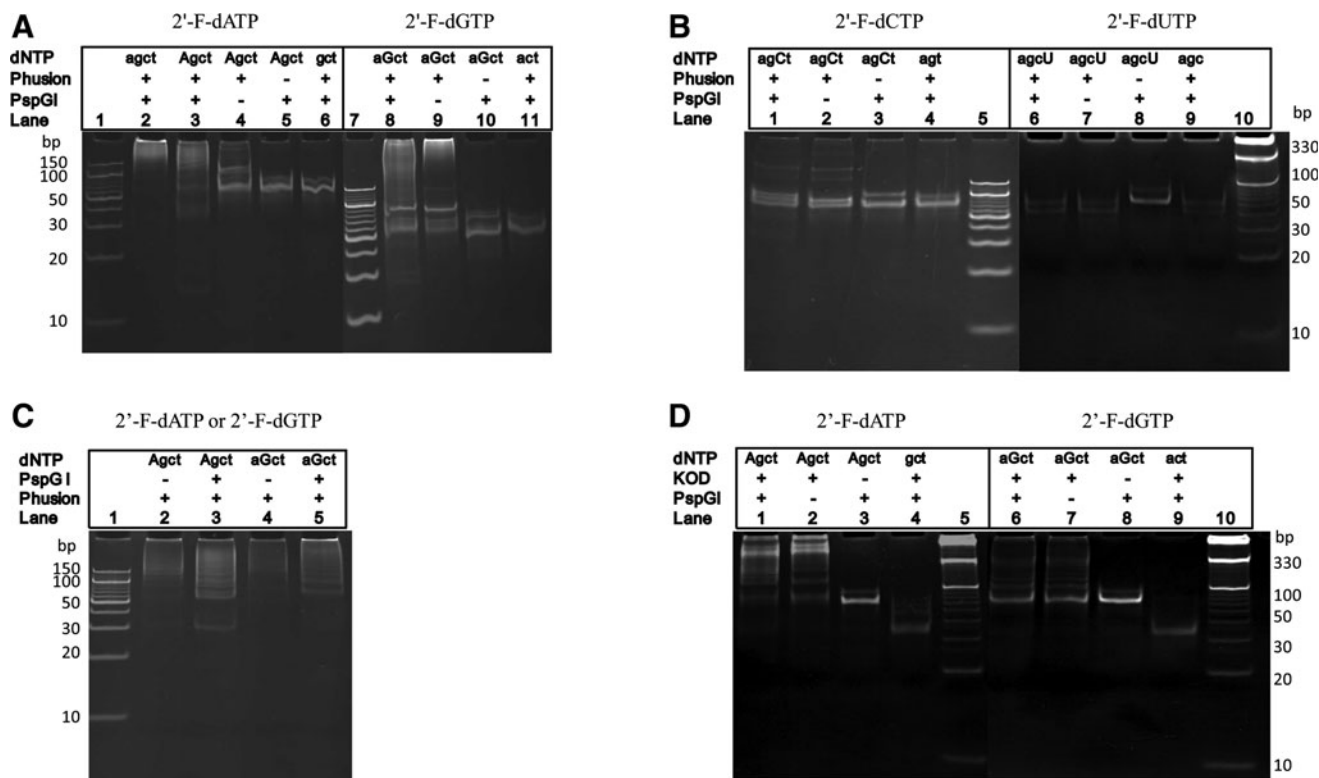 A
2'-F-dATP 2'-F-dGTP
dNTP agct Agct Agct Agct gct aGct aGct aGct act
Phusion + + + - + + + - +
PspGI + + - + + + - + +
Lane 1 2 3 4 5 6 7 8 9 10 11
bp
150
100
50
30
20
10
B
2'-F-dCTP 2'-F-dUTP
dNTP agCt agCt agCt agt agcU agcU agcU agc
Phusion + + - + + + - +
PspGI + - + + + - + +
Lane 1 2 3 4 5 6 7 8 9 10 bp
330
100
50
30
20
10
C
2’-F-dATP or 2’-F-dGTP
dNTP Agct Agct aGct aGct
PspG I - + - +
Phusion + + + +
Lane 1 2 3 4 5
bp
150
100
50
30
20
10
D
2’-F-dATP 2’-F-dGTP
dNTP Agct Agct Agct gct aGct aGct aGct act
KOD + + - + + + - +
PspGI + - + + + - + +
Lane 1 2 3 4 5 6 7 8 9 10
bp
330
100
50
30
20
10